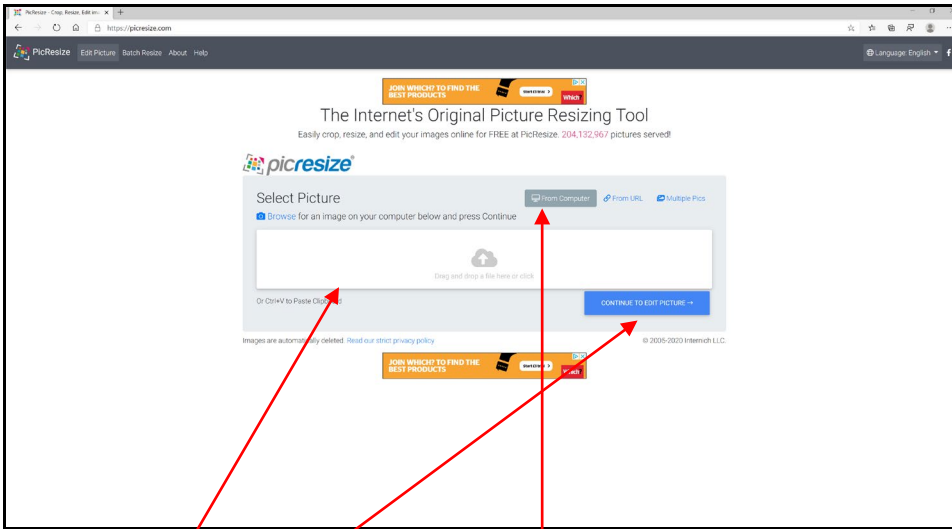 PicResize - Crop, Resize, Edit im
https://picresize.com
PicResize Edit Picture Batch Resize About Help Language: English
JOIN WHICH? TO FIND THE
BEST PRODUCTS
Which?
The Internet's Original Picture Resizing Tool
Easily crop, resize, and edit your images online for FREE at PicResize. 204,132,967 pictures served!
picresize®
Select Picture From Computer From URL Multiple Pics
Browse for an image on your computer below and press Continue
Drag and drop a file here or click
Or Ctrl+V to Paste
CONTINUE TO EDIT PICTURE →
Images are automatically deleted. Read our strict privacy policy © 2005-2020 Internich LLC.
JOIN WHICH? TO FIND THE
BEST PRODUCTS